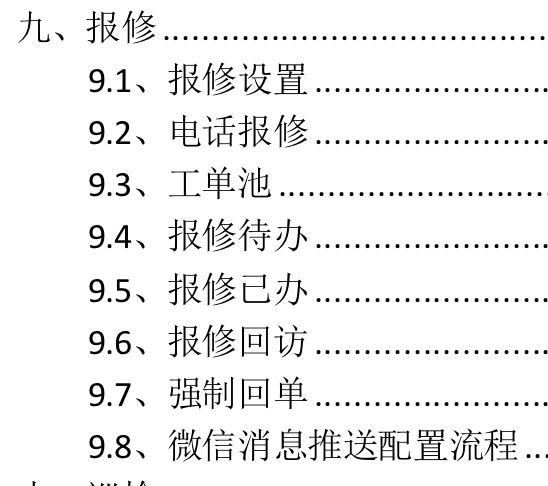 九、报修..................................
9.1、报修设置........................
9.2、电话报修........................
9.3、工单池............................
9.4、报修待办........................
9.5、报修已办........................
9.6、报修回访........................
9.7、强制回单........................
9.8、微信消息推送配置流程...